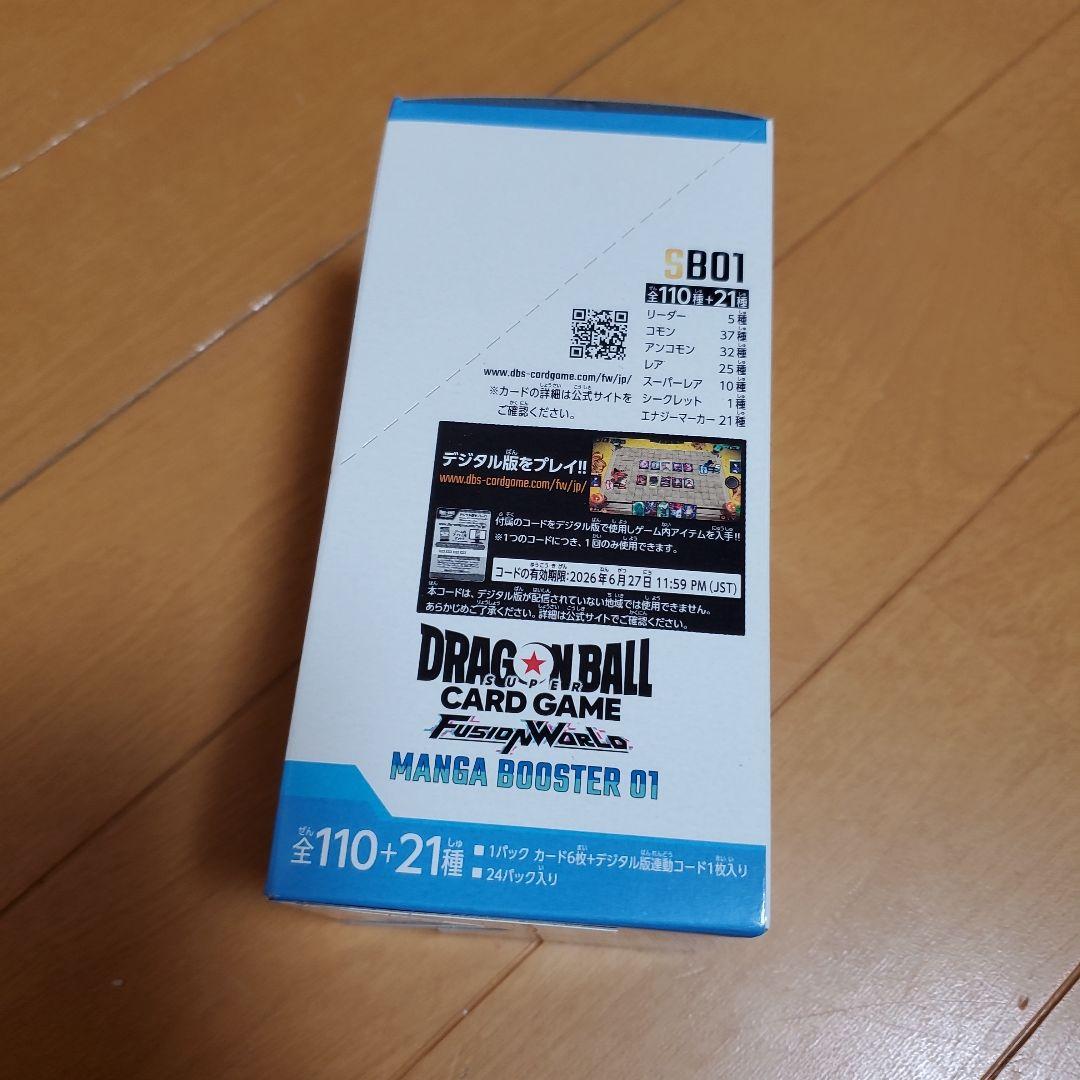 SB01
全110種+21種
リーダー 5種
コモン 37種
アンコモン 32種
レア 25種
スーパーレア 10種
シークレット 1種
エナジーマーカー 21種
www.dbs-cardgame.com/fw/jp/
※カードの詳細は公式サイトを
ご確認ください。
デジタル版をプレイ!!
www.dbs-cardgame.com/fw/jp/
付属のコードをデジタル版で使用しゲーム内アイテムを入手!!
※1つのコードにつき、1回のみ使用できます。
コードの有効期限:2026年6月27日 11:59 PM (JST)
本コードは、デジタル版が配信されていない地域では使用できません。
あらかじめご了承ください。詳細は公式サイトでご確認ください。
DRAGON BALL
SUPER
CARD GAME
FUSION WORLD
MANGA BOOSTER 01
全110+21種
■ 1パック カード6枚+デジタル版連動コード1枚入り
■ 24パック入り